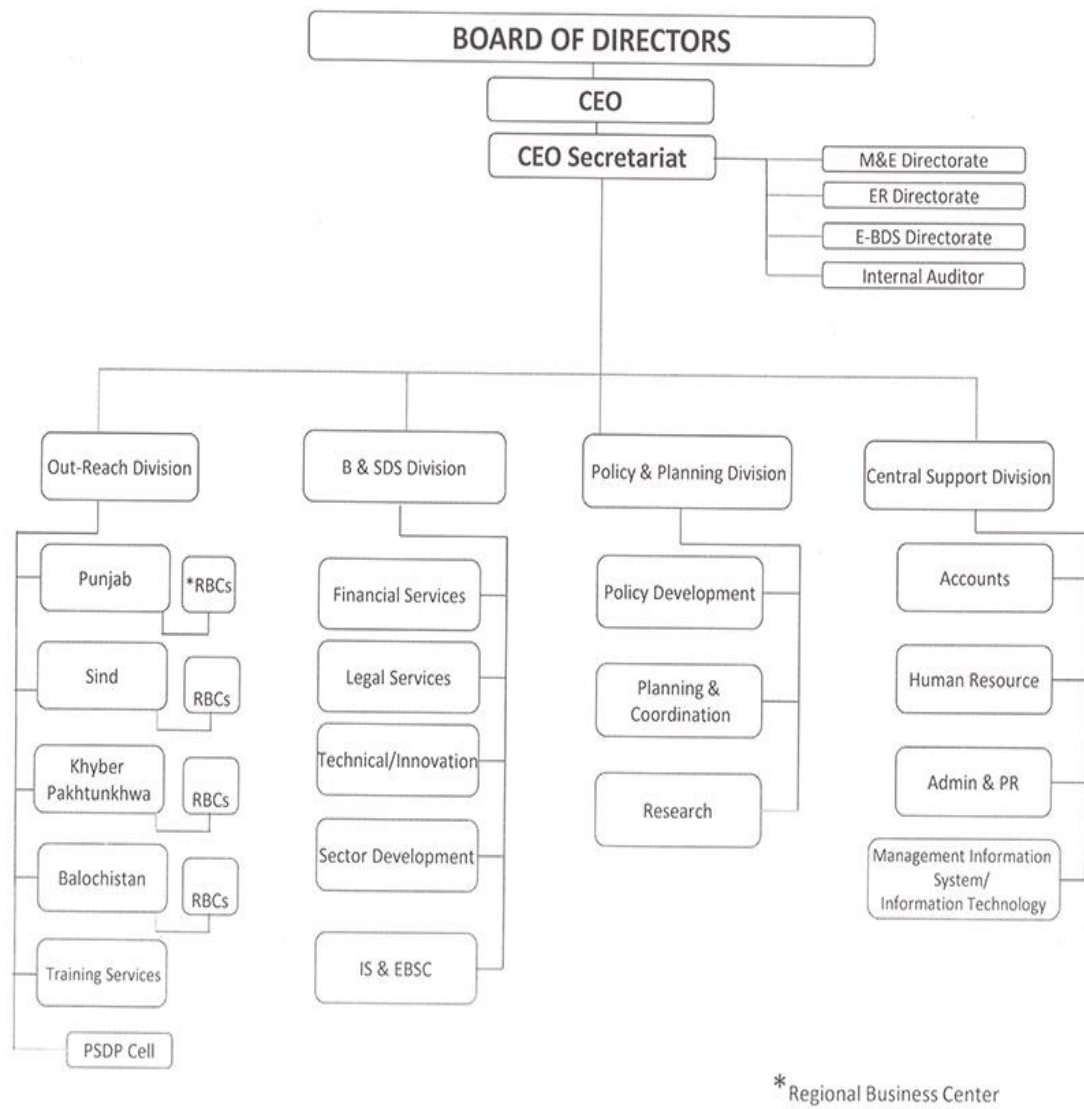 BOARD OF DIRECTORS
CEO
CEO Secretariat
M&E Directorate
ER Directorate
E-BDS Directorate
Internal Auditor
Out-Reach Division
Punjab
*RBCs
Sind
RBCs
Khyber
Pakhtunkhwa
RBCs
Balochistan
RBCs
Training Services
PSDP Cell
B & SDS Division
Financial Services
Legal Services
Technical/Innovation
Sector Development
IS & EBSC
Policy & Planning Division
Policy Development
Planning &
Coordination
Research
Central Support Division
Accounts
Human Resource
Admin & PR
Management Information
System/
Information Technology
*Regional Business Center